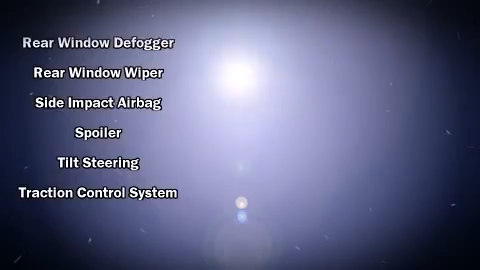 Rear Window Defogger
Rear Window Wiper
Side Impact Airbag
Spoiler
Tilt Steering
Traction Control System